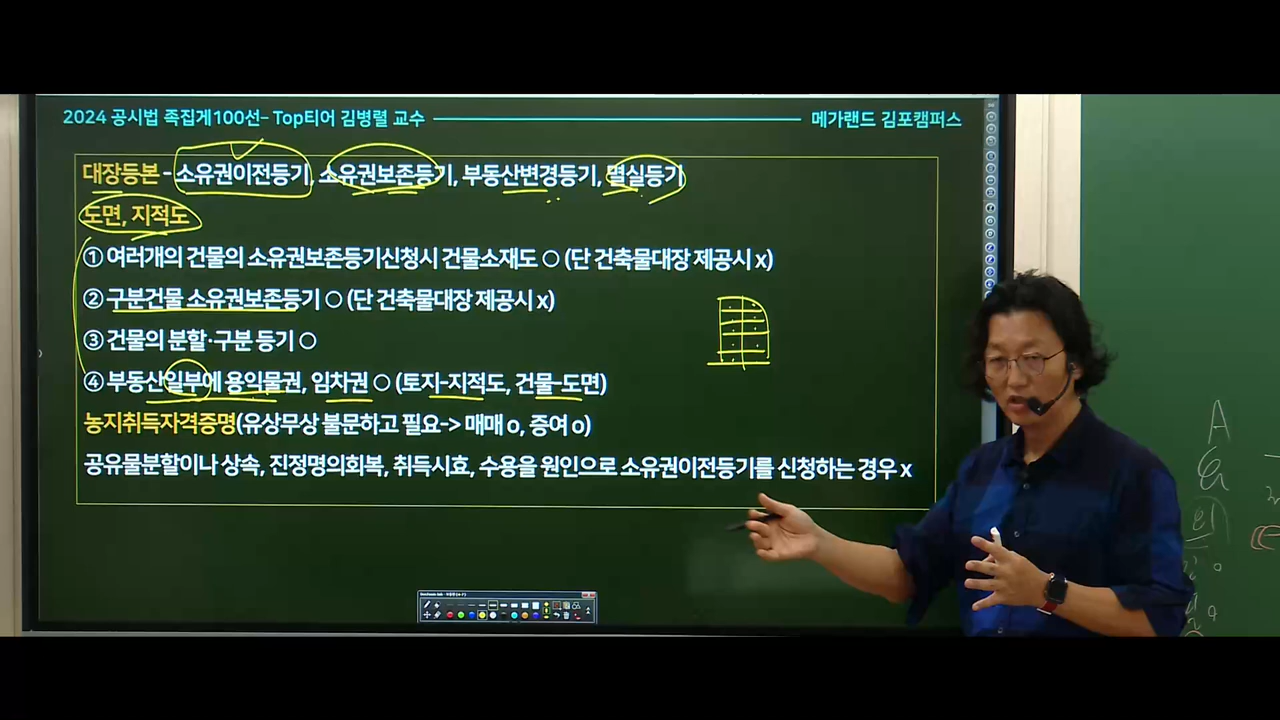 2024 공시법 족집게100선- Top티어 김병렬 교수
메가랜드 김포캠퍼스
대장등본 - 소유권이전등기, 소유권보존등기, 부동산변경등기, 멸실등기
도면, 지적도
① 여러개의 건물의 소유권보존등기신청시 건물소재도 ○ (단 건축물대장 제공시 x)
② 구분건물 소유권보존등기 ○ (단 건축물대장 제공시 x)
③ 건물의 분할·구분 등기 ○
④ 부동산일부에 용익물권, 임차권 ○ (토지-지적도, 건물-도면)
농지취득자격증명(유상무상 불문하고 필요-> 매매 o, 증여 o)
공유물분할이나 상속, 진정명의회복, 취득시효, 수용을 원인으로 소유권이전등기를 신청하는 경우 x
A